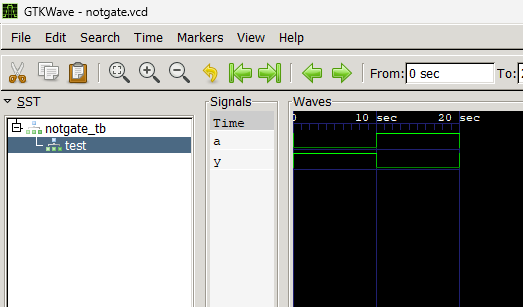 GTKWave - notgate.vcd
File Edit Search Time Markers View Help
From: 0 sec To:
SST
notgate_tb
test
Signals
Time
a
y
Waves
0 10 sec 20 sec